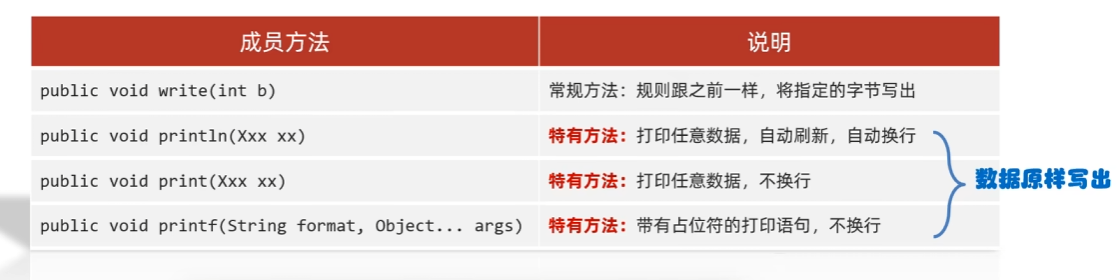 成员方法 说明
public void write(int b) 常规方法：规则跟之前一样，将指定的字节写出
public void println(Xxx xx) 特有方法：打印任意数据，自动刷新，自动换行
public void print(Xxx xx) 特有方法：打印任意数据，不换行
数据原样写出
public void printf(String format, Object... args) 特有方法：带有占位符的打印语句，不换行